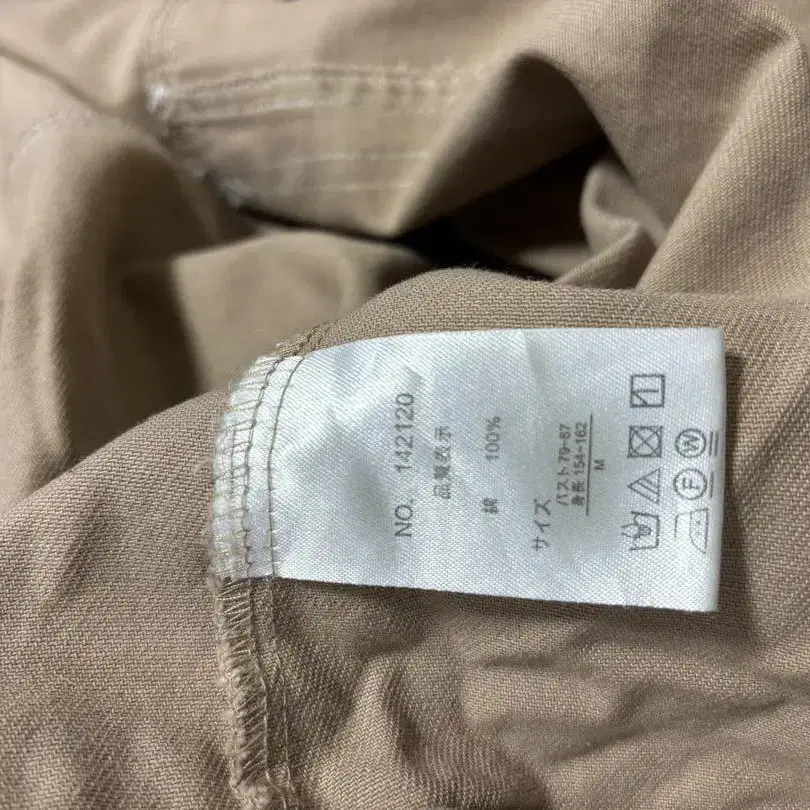 NO. 142120
品質表示
綿 100%
サイズ
バスト 79~87
身長 154~162
M
F W